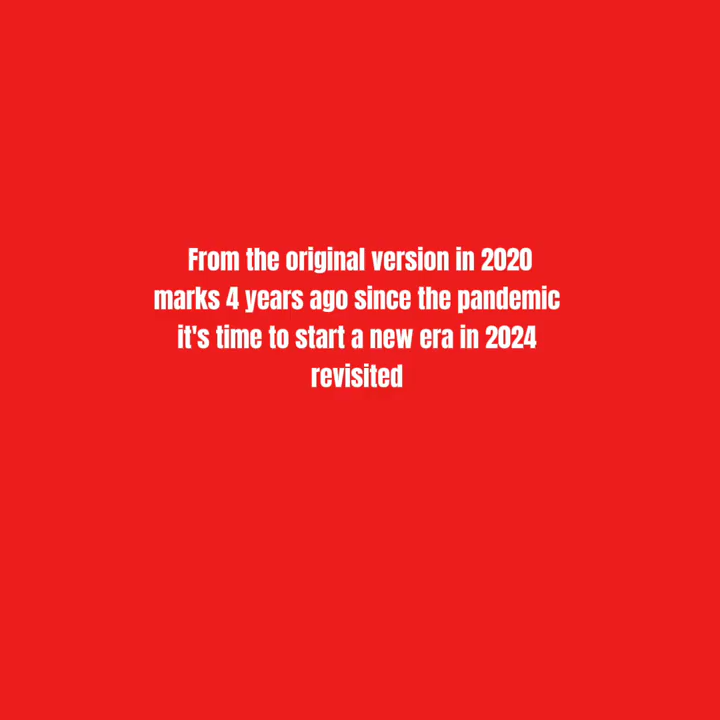 From the original version in 2020
marks 4 years ago since the pandemic
it's time to start a new era in 2024
revisited